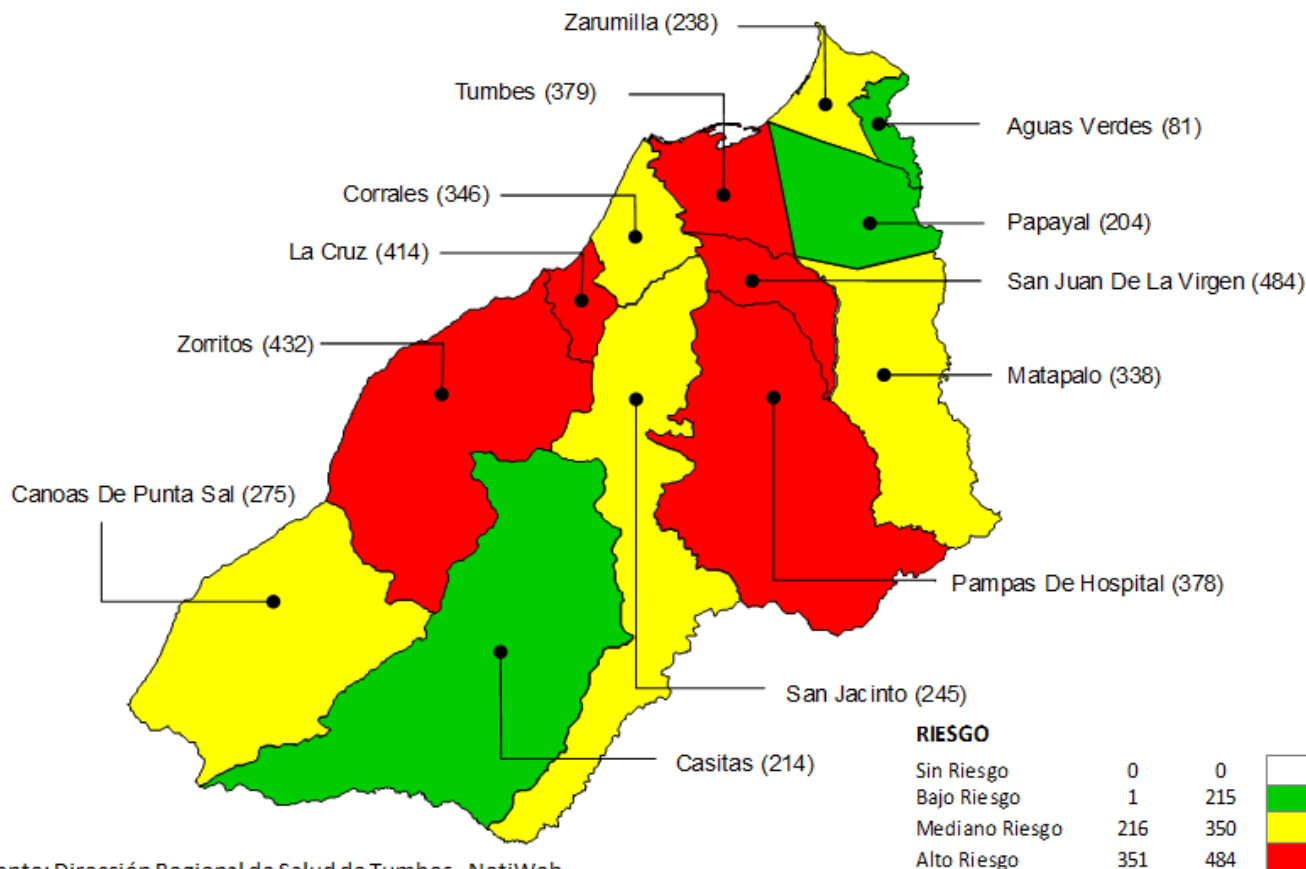 Zarumilla (238)
Tumbes (379)
Aguas Verdes (81)
Corrales (346)
Papayal (204)
La Cruz (414)
San Juan De La Virgen (484)
Zorritos (432)
Matapalo (338)
Canoas De Punta Sal (275)
Pampas De Hospital (378)
San Jacinto (245)
Casitas (214)
RIESGO
Sin Riesgo 0 0
Bajo Riesgo 1 215
Mediano Riesgo 216 350
Alto Riesgo 351 484